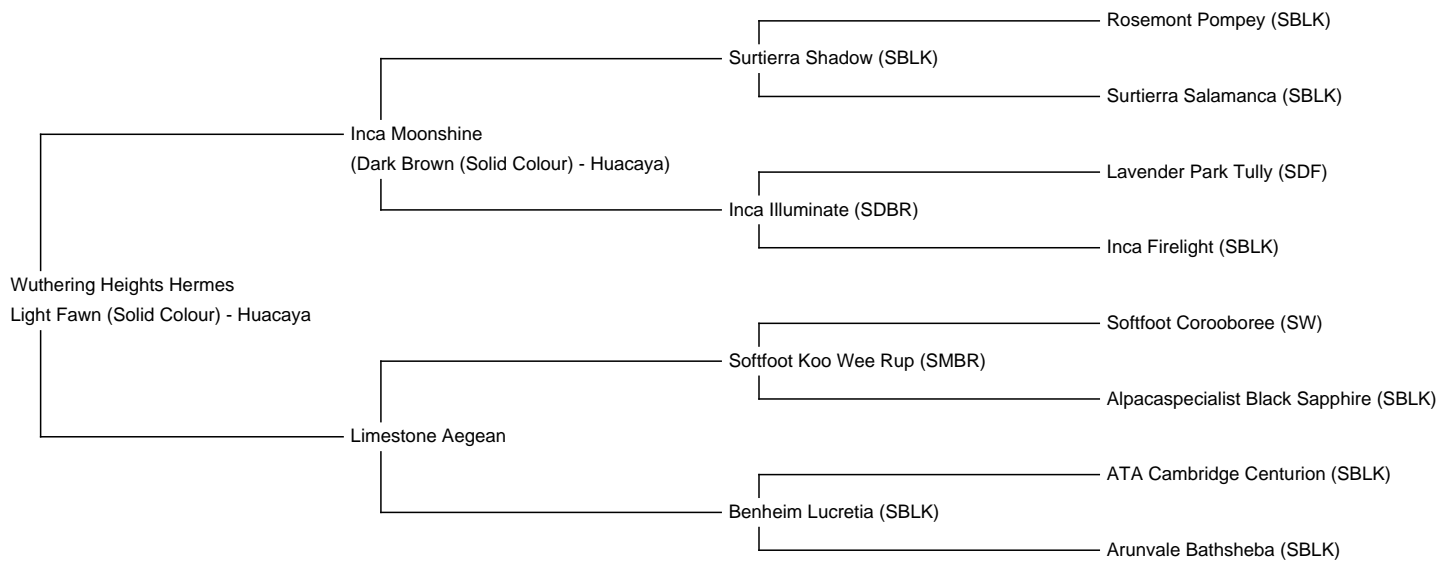 Rosemont Pompey (SBLK)
Surtierra Shadow (SBLK)
Surtierra Salamanca (SBLK)
Inca Moonshine
(Dark Brown (Solid Colour) - Huacaya)
Lavender Park Tully (SDF)
Inca Illuminate (SDBR)
Inca Firelight (SBLK)
Wuthering Heights Hermes
Light Fawn (Solid Colour) - Huacaya
Softfoot Corooboree (SW)
Softfoot Koo Wee Rup (SMBR)
Alpacaspecialist Black Sapphire (SBLK)
Limestone Aegean
ATA Cambridge Centurion (SBLK)
Benheim Lucretia (SBLK)
Arunvale Bathsheba (SBLK)